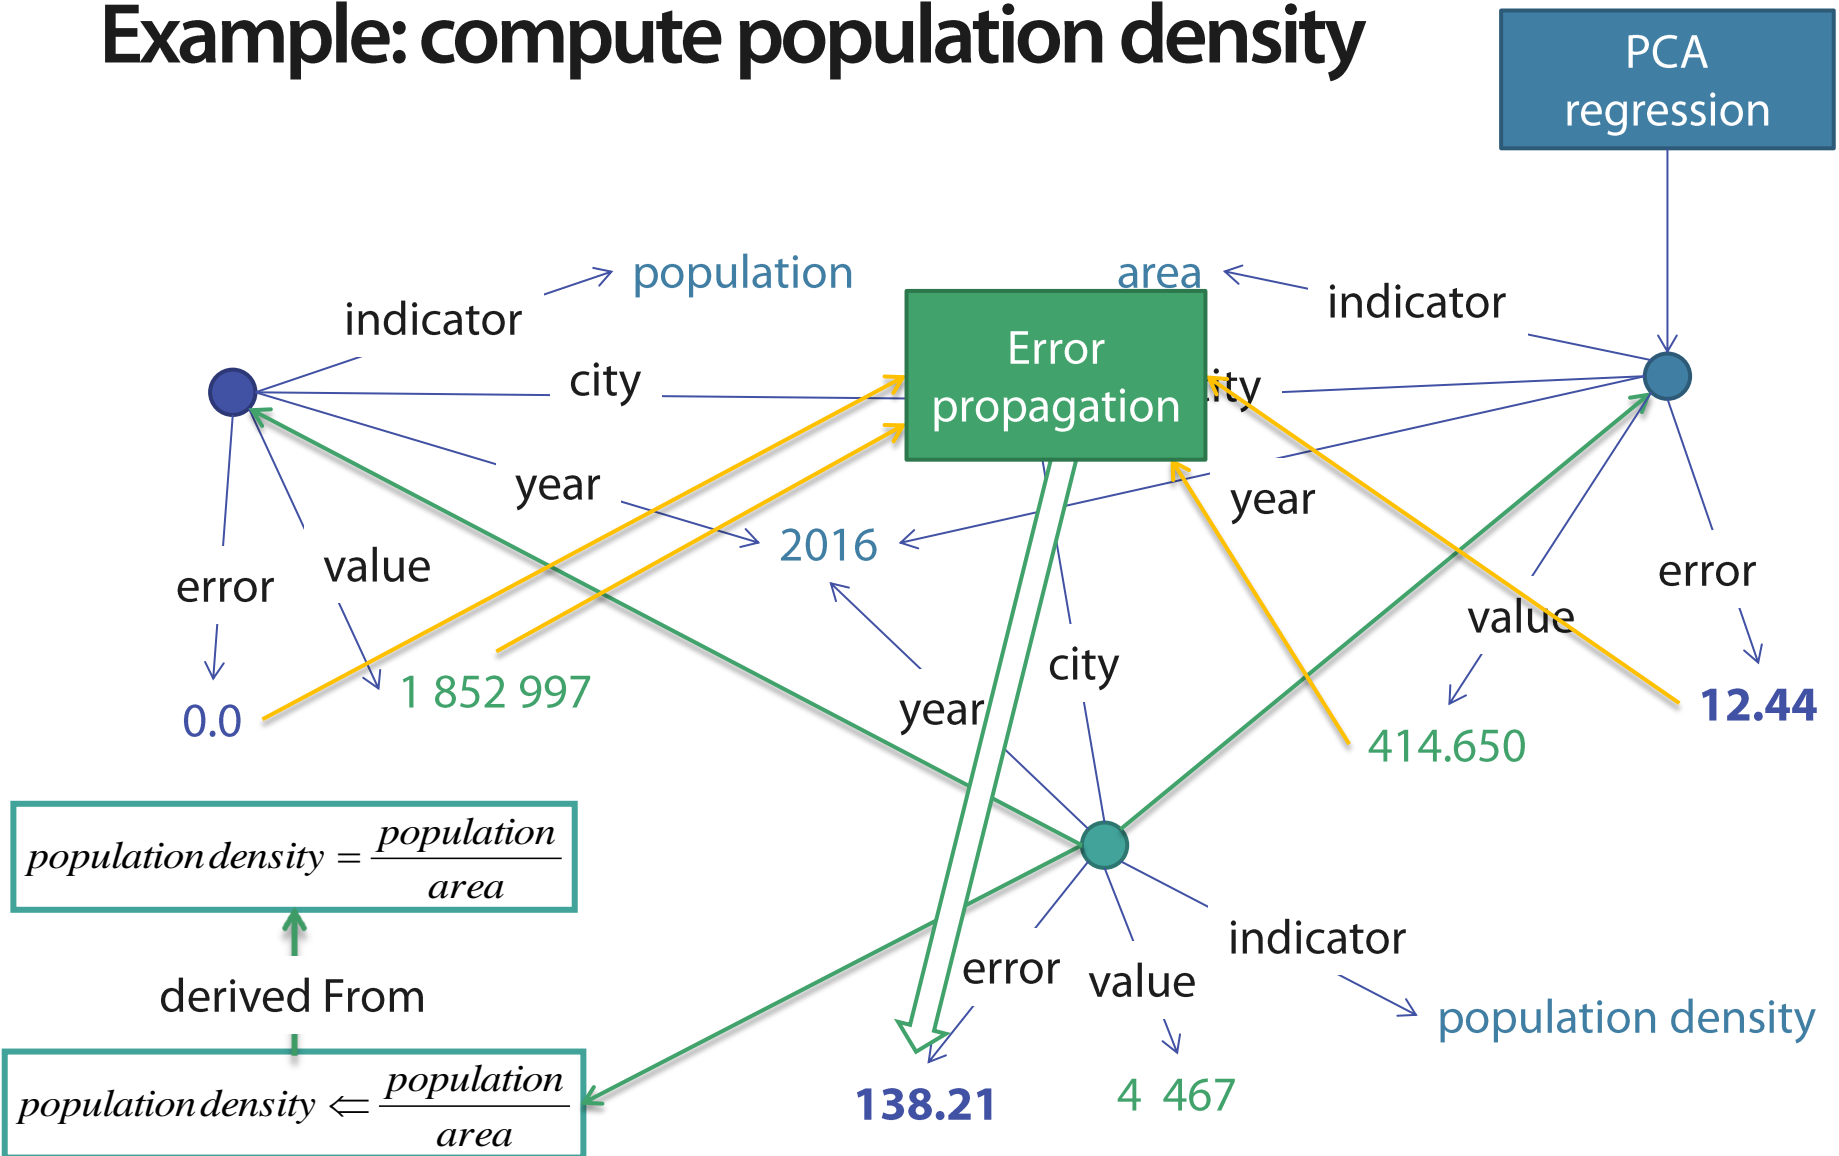 Example: compute population density
PCA
regression
population
area
indicator
indicator
Error
propagation
city
ity
year
year
2016
error
value
error
value
city
0.0
1 852 997
year
414.650
12.44
population density = population
area
derived From
population density ⇐ population
area
error
value
indicator
population density
138.21
4 467